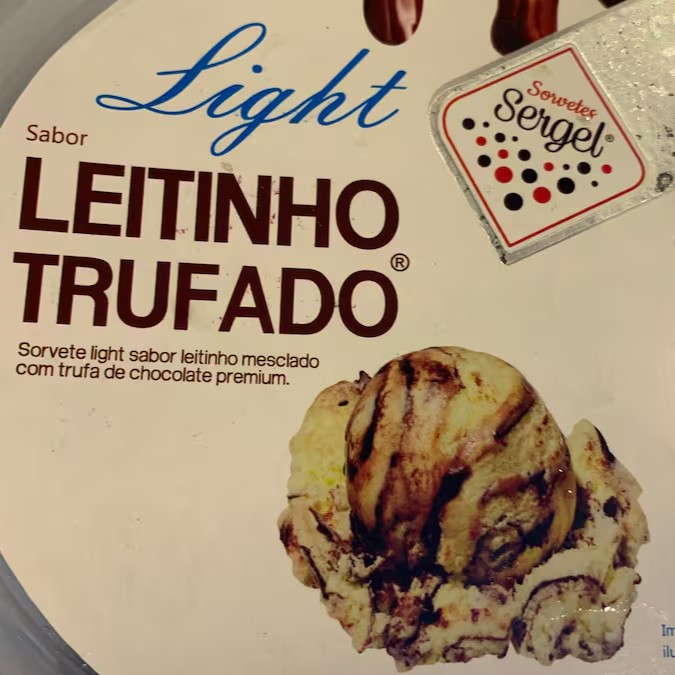 Light
Sorvetes
Sergel®
Sabor
LEITINHO
TRUFADO®
Sorvete light sabor leitinho mesclado
com trufa de chocolate premium.